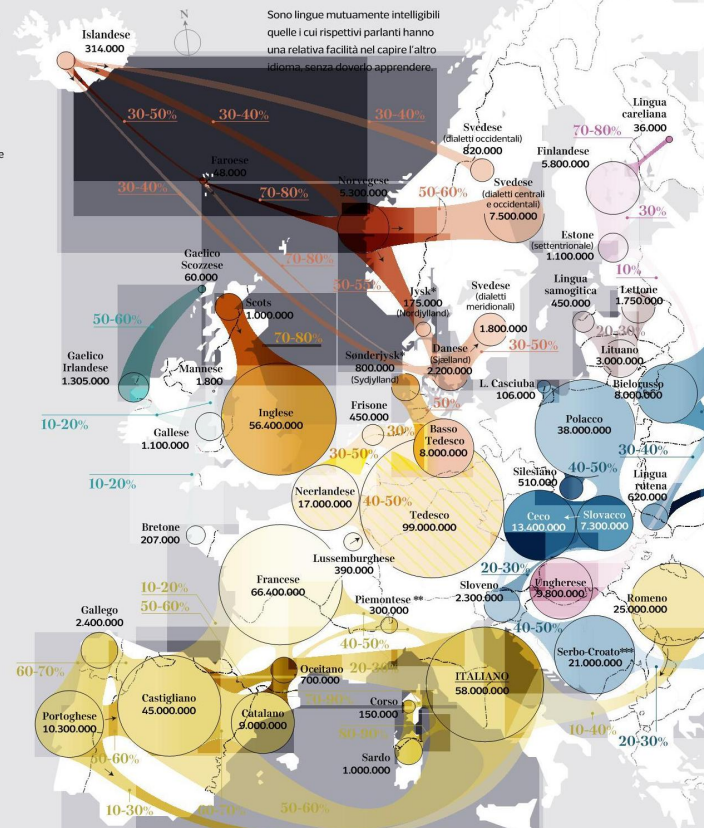 N
Sono lingue mutuamente intelligibili
quelle i cui rispettivi parlanti hanno
una relativa facilità nel capire l'altro
idioma, senza doverlo apprendere.
e
Islandese
314.000
30-50%
30-40%
30-40%
30-40%
Faroese
48.000
70-80%
Norvegese
5.300.000
50-60%
Svedese
(dialetti occidentali)
820.000
Svedese
(dialetti centrali
e occidentali)
7.500.000
Lingua
careliana
36.000
70-80%
Finlandese
5.800.000
30%
Estone
(settentrionale)
1.100.000
10%
Gaelico
Scozzese
60.000
70-80%
50-55%
Jysk*
175.000
(Nordjylland)
Svedese
(dialetti
meridionali)
1.800.000
Lingua
samogitica
450.000
Lettone
1.750.000
20-30%
Lituano
3.000.000
Scots
1.000.000
50-60%
70-80%
Gaelico
Irlandese
1.305.000
Mannese
1.800
Sønderjysk*
800.000
(Sydjylland)
Danese
(Sjælland)
2.200.000
30-50%
L. Casciuba
106.000
Bielorusso
8.000.000
10-20%
Gallese
1.100.000
Inglese
56.400.000
Frisone
450.000
50%
30%
Basso
Tedesco
8.000.000
Polacco
38.000.000
30-50%
30-40%
10-20%
Neerlandese
17.000.000
40-50%
Tedesco
99.000.000
Silesiano
510.000
40-50%
Lingua
rutena
620.000
Ceco
13.400.000
Slovacco
7.300.000
Bretone
207.000
Lussemburghese
390.000
Francese
66.400.000
20-30%
Sloveno
2.300.000
Ungherese
9.800.000
Romeno
25.000.000
10-20%
50-60%
Piemontese **
300.000
40-50%
40-50%
Gallego
2.400.000
20-30%
Serbo-Croato***
21.000.000
60-70%
Occitano
700.000
ITALIANO
58.000.000
Castigliano
45.000.000
Catalano
9.000.000
Corso
150.000
Portoghese
10.300.000
10-40%
20-30%
50-60%
Sardo
1.000.000
10-30%
50-60%